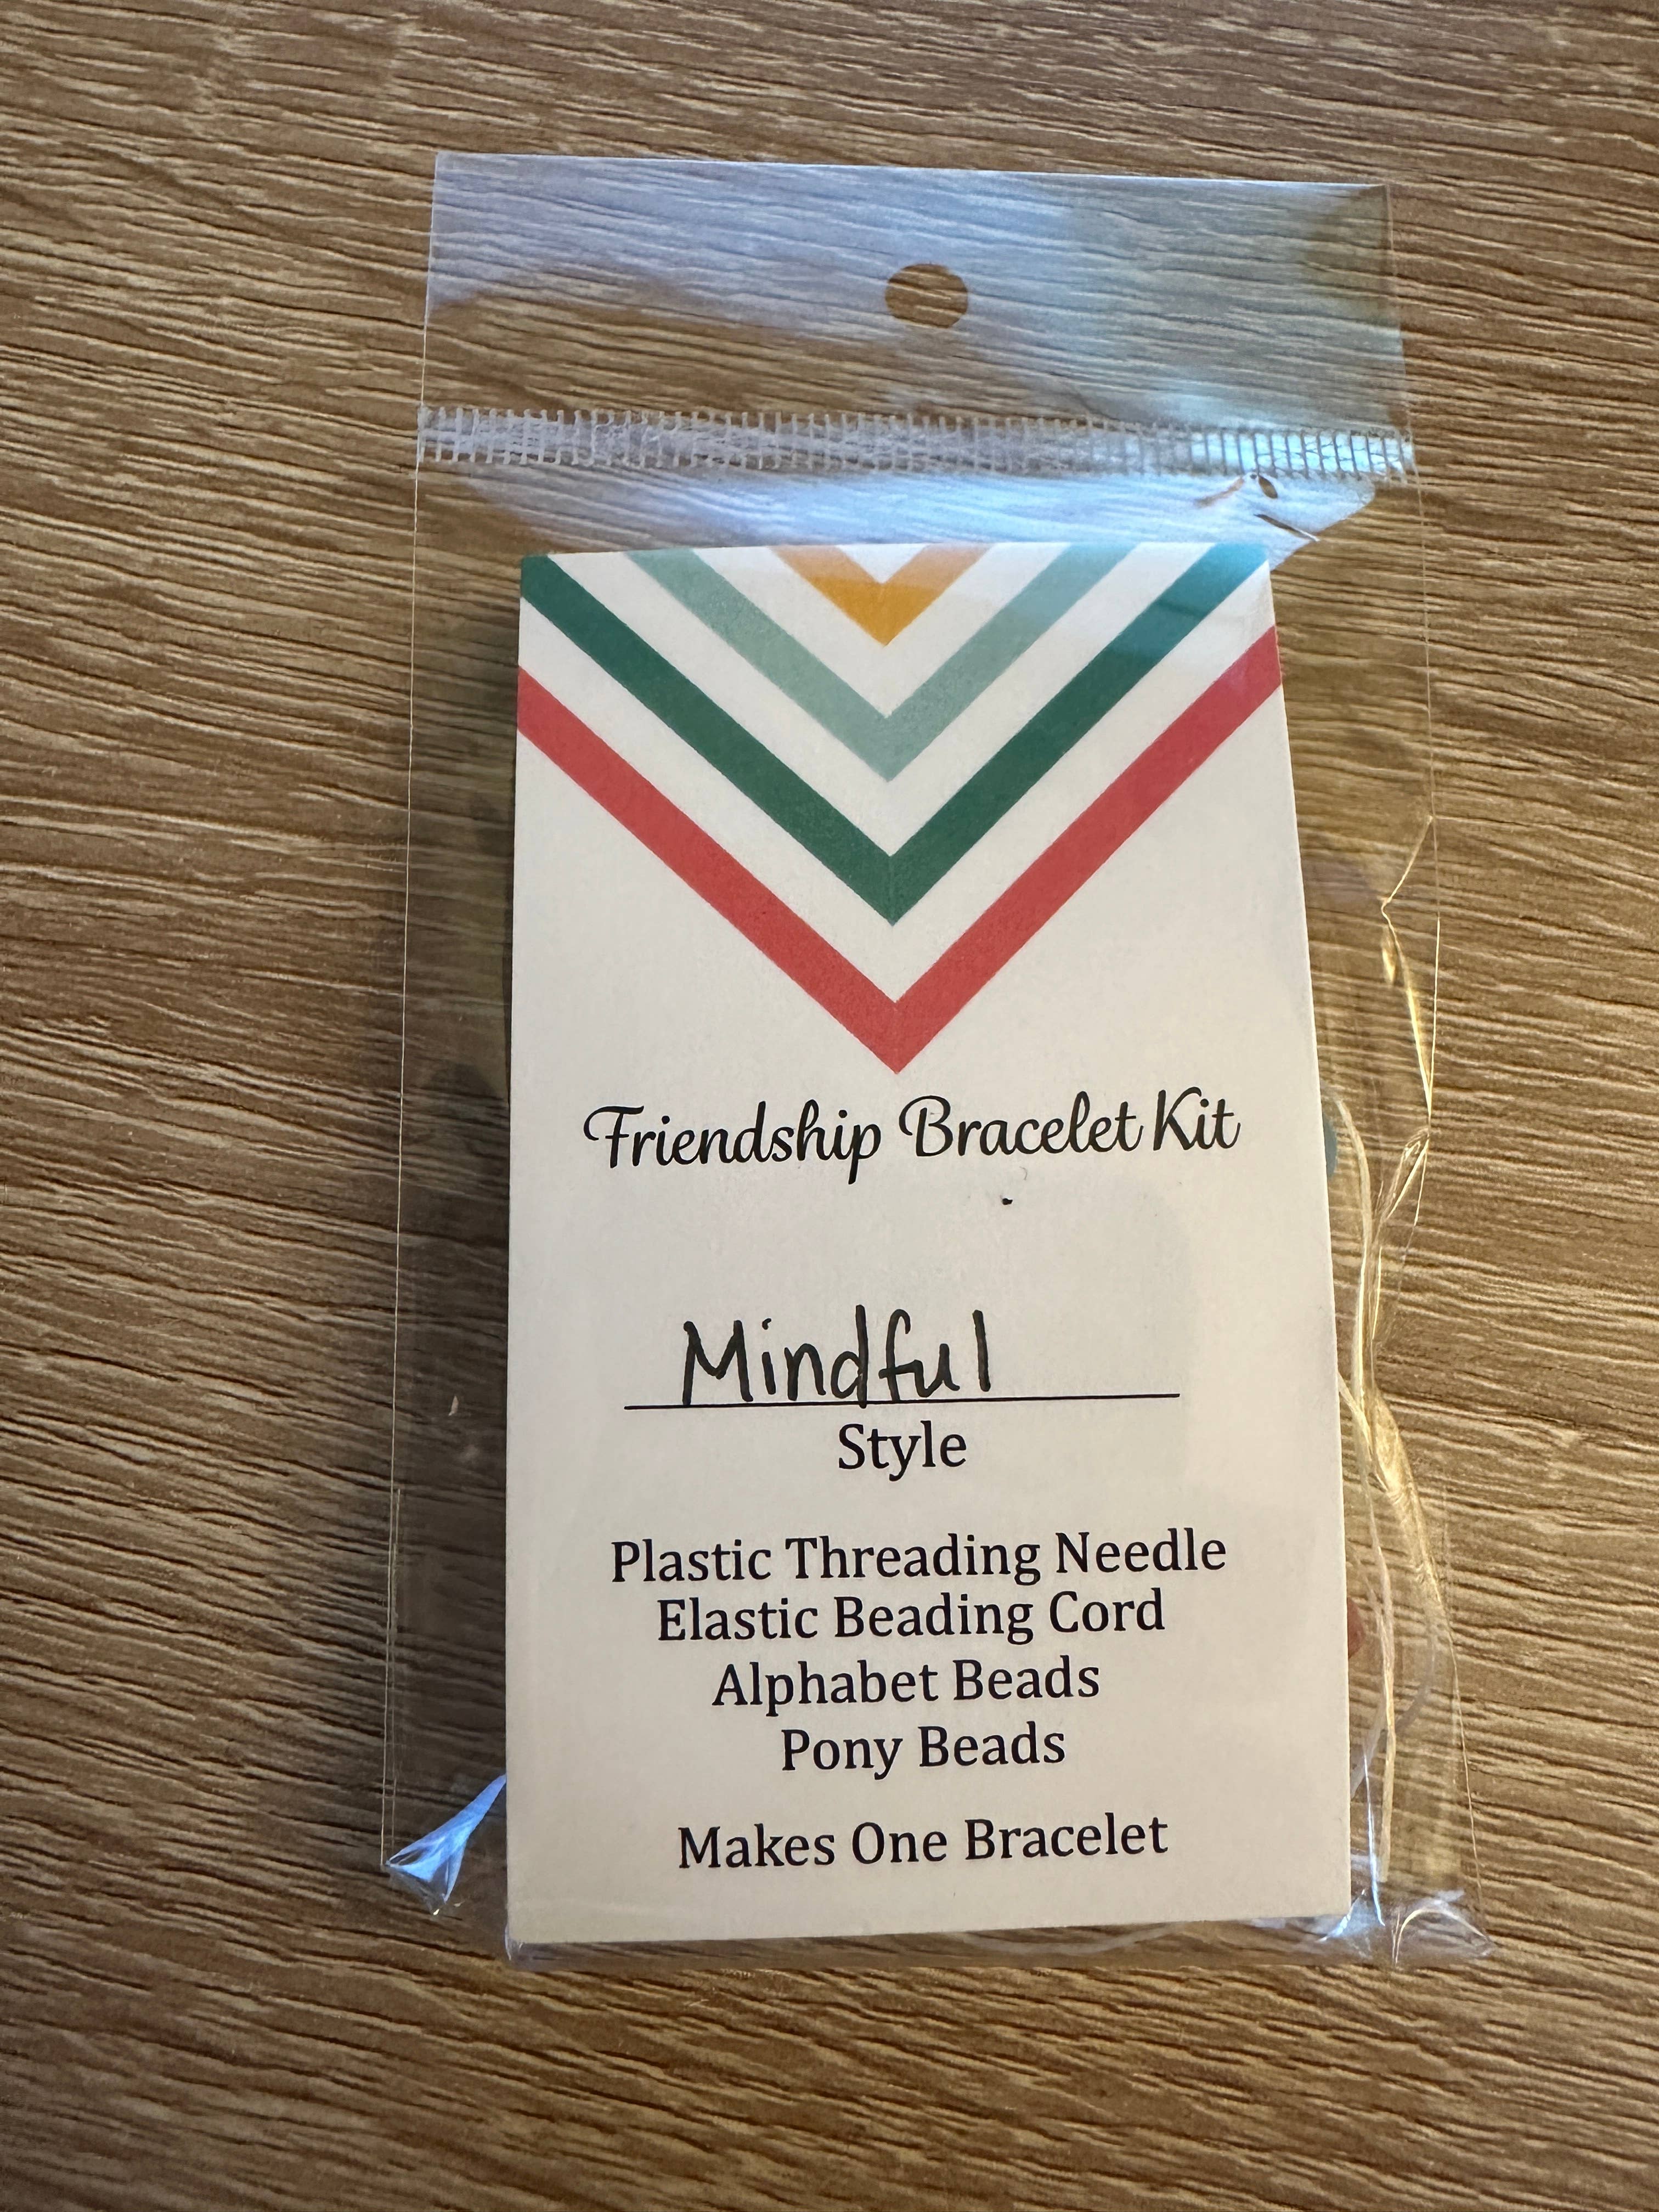 Friendship Bracelet Kit
Mindful
Style
Plastic Threading Needle
Elastic Beading Cord
Alphabet Beads
Pony Beads
Makes One Bracelet